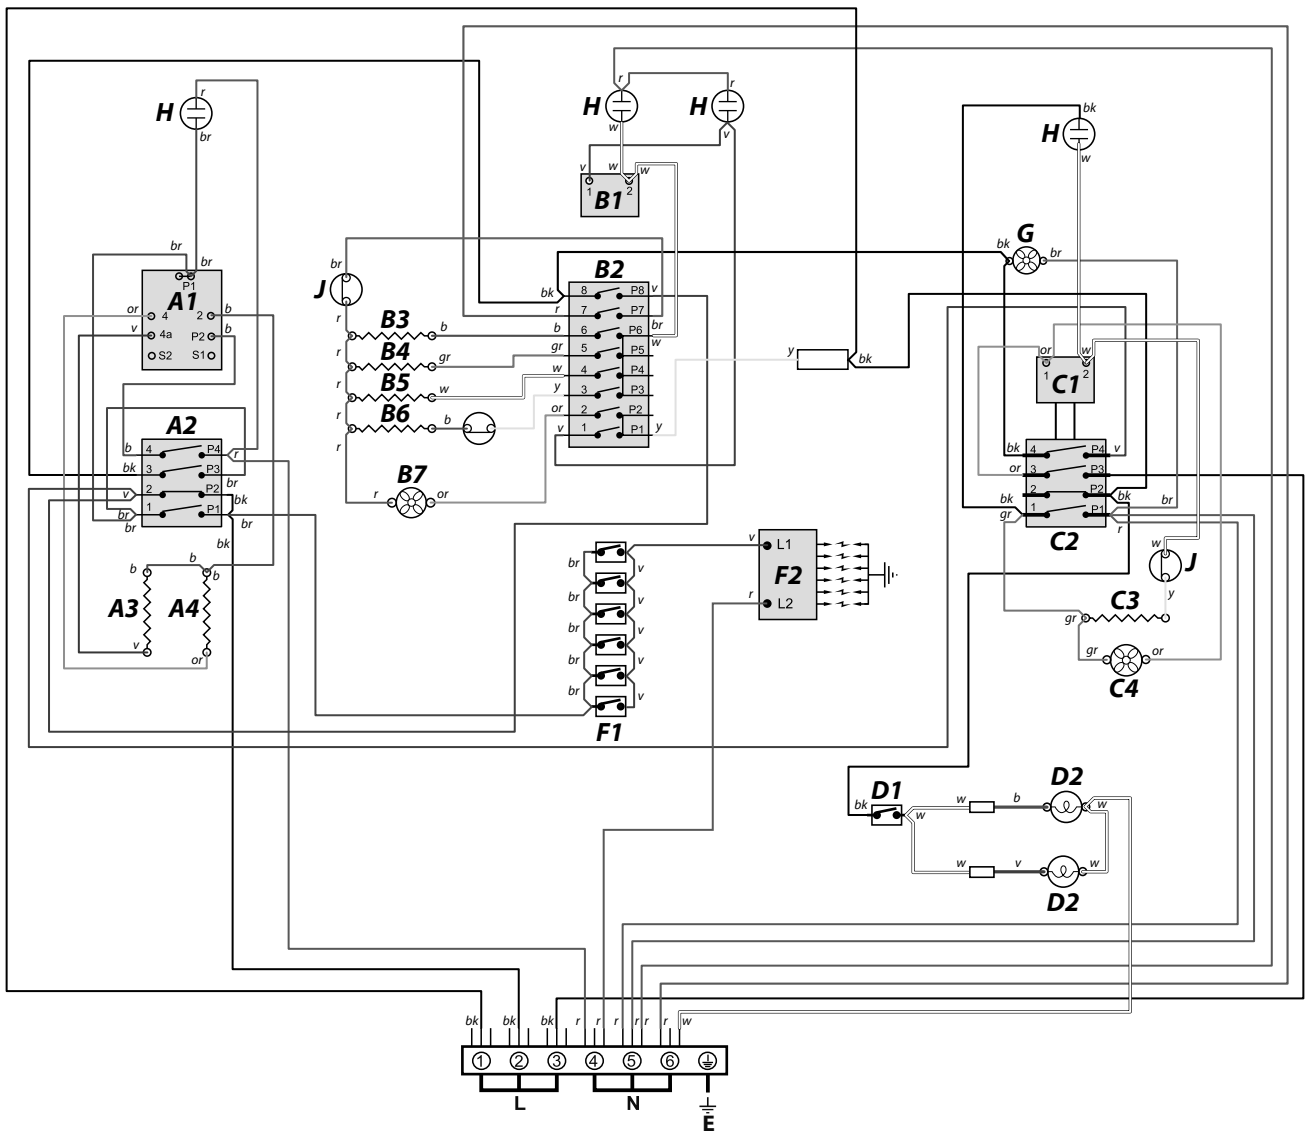 r
r
r
H
H
H
H
bk
br
w
v
w
v
w
w
1
2
B1
br
br
P1
A1
or
4
2
b
v
4a
P2
b
S2
S1
br
J
B2
bk
8
P8
v
r
7
P7
r
B3
b
b
6
P6
br
w
r
B4
gr
gr
5
P5
r
B5
w
w
4
P4
y
3
P3
r
B6
b
or
2
P2
v
1
P1
y
r
B7
r
or
y
bk
G
bk
br
or
w
1
2
C1
bk
4
P4
v
or
3
P3
2
P2
bk
br
bk
1
P1
gr
r
C2
A2
b
4
P4
r
bk
3
P3
br
v
2
P2
bk
br
1
P1
br
br
bk
b
b
b
A3
A4
v
or
br
v
br
v
br
v
br
v
br
v
F1
v
L1
F2
r
L2
w
J
y
C3
gr
gr
or
C4
D1
bk
w
w
b
D2
w
w
v
w
D2
bk
bk
bk
r
r
r
r
r
r
w
1
2
3
4
5
6
L
N
E